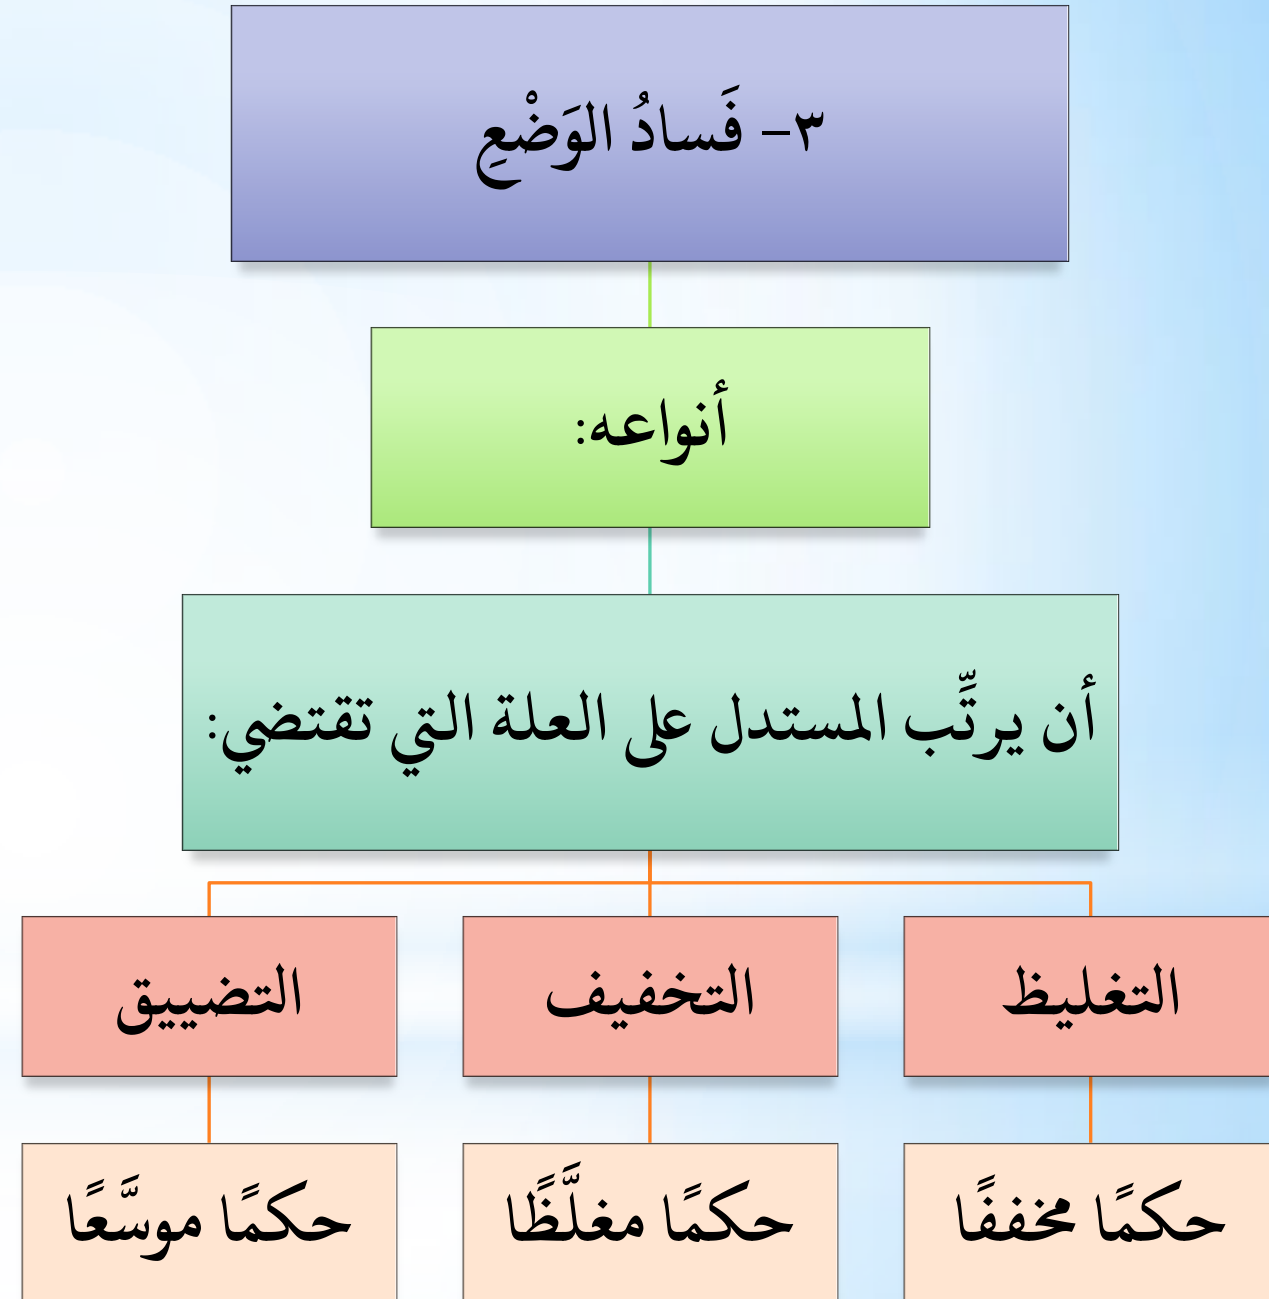 ٣- فَسادُ الوَضْعِ
أنواعه:
أن يرتَّب المستدل على العلة التي تقتضي:
التغليظ
التخفيف
التضييق
حكمًا مخففًا
حكمًا مغلَّظًا
حكمًا موسَّعًا